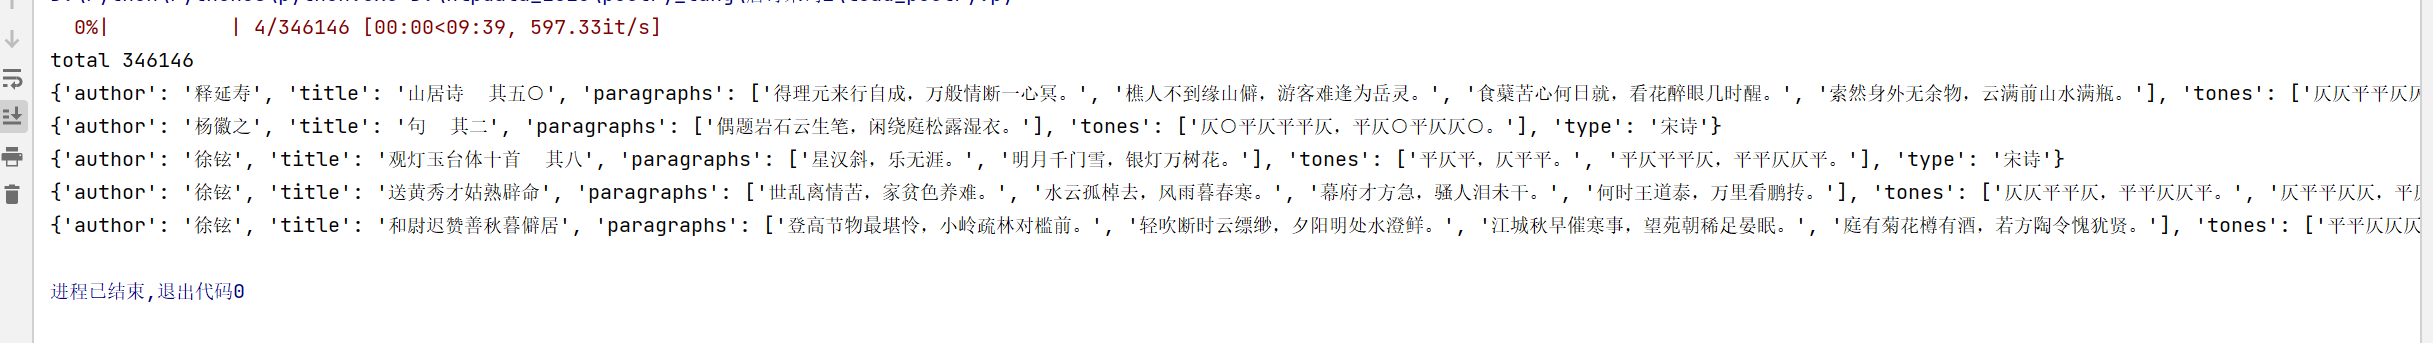 0%|          | 4/346146 [00:00<09:39, 597.33it/s]
total 346146
{'author': '释延寿', 'title': '山居诗  其五〇', 'paragraphs': ['得理元来行自成，万般情断一心冥。', '樵人不到缘山僻，游客难逢为岳灵。', '食蘖苦心何日就，看花醉眼几时醒。', '索然身外无余物，云满前山水满瓶。'], 'tones': ['仄仄平平仄仄
{'author': '杨徽之', 'title': '句  其二', 'paragraphs': ['偶题岩石云生笔，闲绕庭松露湿衣。'], 'tones': ['仄〇平仄平平仄，平仄〇平仄仄〇。'], 'type': '宋诗'}
{'author': '徐铉', 'title': '观灯玉台体十首  其八', 'paragraphs': ['星汉斜，乐无涯。', '明月千门雪，银灯万树花。'], 'tones': ['平仄平，仄平平。', '平仄平平仄，平平仄仄平。'], 'type': '宋诗'}
{'author': '徐铉', 'title': '送黄秀才姑熟辟命', 'paragraphs': ['世乱离情苦，家贫色养难。', '水云孤棹去，风雨暮春寒。', '幕府才方急，骚人泪未干。', '何时王道泰，万里看鹏抟。'], 'tones': ['仄仄平平仄，平平仄仄平。', '仄平平仄仄，平
{'author': '徐铉', 'title': '和尉迟赞善秋暮僻居', 'paragraphs': ['登高节物最堪怜，小岭疏林对槛前。', '轻吹断时云缥缈，夕阳明处水澄鲜。', '江城秋早催寒事，望苑朝稀足晏眠。', '庭有菊花樽有酒，若方陶令愧犹贤。'], 'tones': ['平平仄仄仄
进程已结束,退出代码0